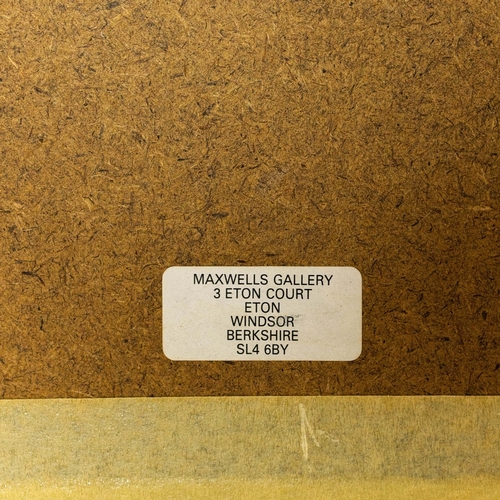 MAXWELLS GALLERY
3 ETON COURT
ETON
WINDSOR
BERKSHIRE
SL4 6BY